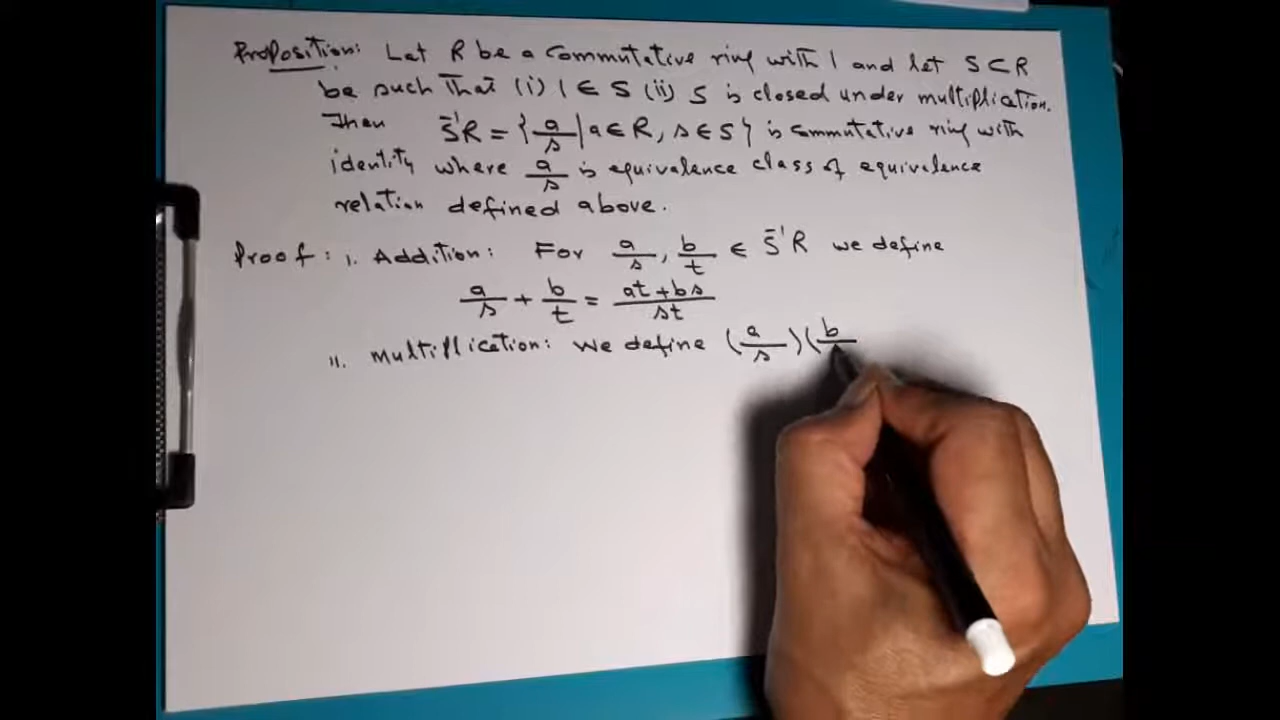 Proposition: Let R be a commutative ring with 1 and let S ⊂ R
be such that (i) 1 ∈ S (ii) S is closed under multiplication.
Then S⁻¹R = { a/s | a ∈ R, s ∈ S } is commutative ring with
identity where a/s is equivalence class of equivalence
relation defined above.
Proof: i. Addition: For a/s, b/t ∈ S⁻¹R we define
a/s + b/t = at+bs/st
ii. Multiplication: We define (a/s)(b/